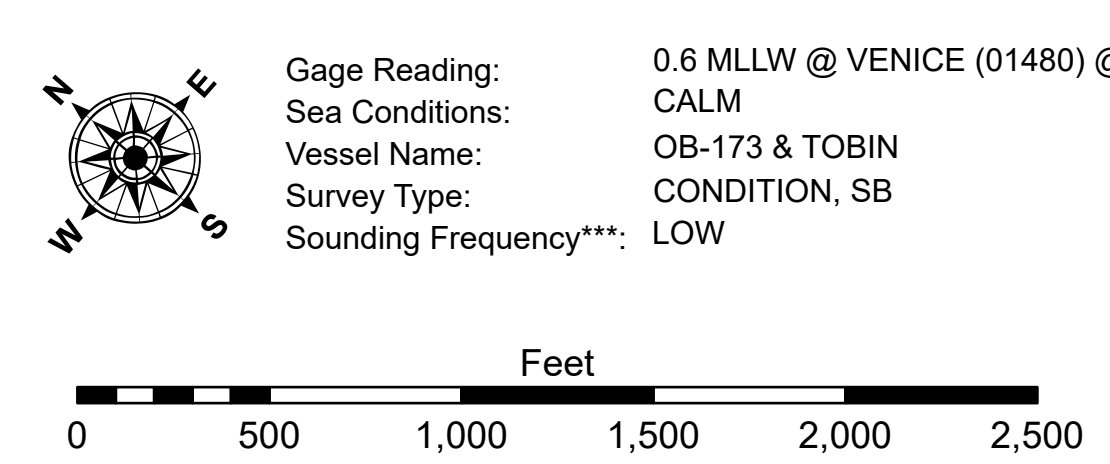 N E
W S
Gage Reading: 0.6 MLLW @ VENICE (01480) @
Sea Conditions: CALM
Vessel Name: OB-173 & TOBIN
Survey Type: CONDITION, SB
Sounding Frequency***: LOW
Feet
0 500 1,000 1,500 2,000 2,500